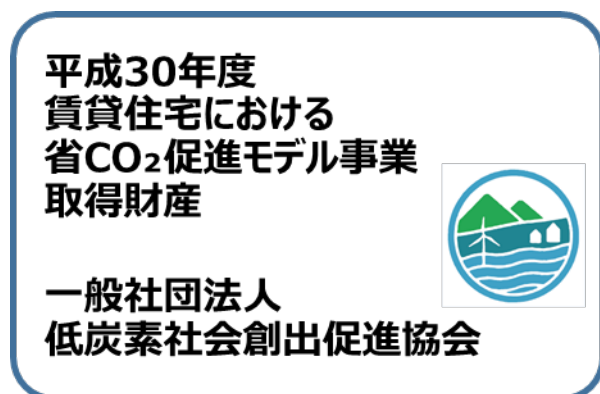 平成30年度
賃貸住宅における
省CO₂促進モデル事業
取得財産
一般社団法人
低炭素社会創出促進協会